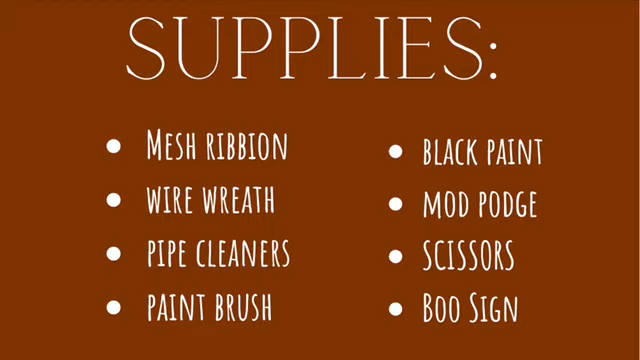 SUPPLIES:
Mesh ribbion
wire wreath
pipe cleaners
paint brush
black paint
mod podge
scissors
Boo Sign